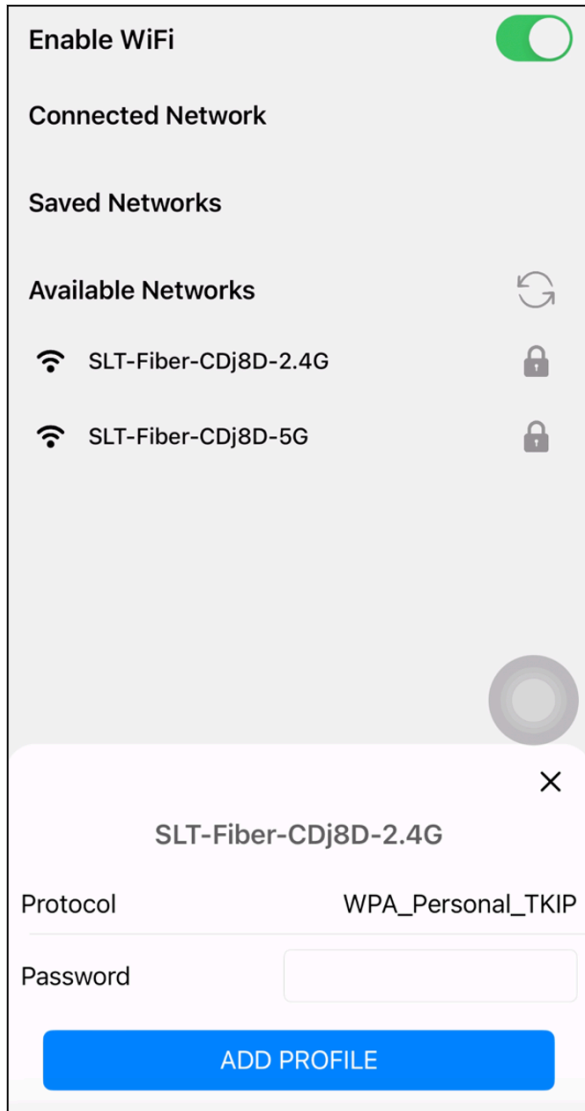 Enable WiFi
Connected Network
Saved Networks
Available Networks
SLT-Fiber-CDj8D-2.4G
SLT-Fiber-CDj8D-5G
SLT-Fiber-CDj8D-2.4G
Protocol WPA_Personal_TKIP
Password
ADD PROFILE